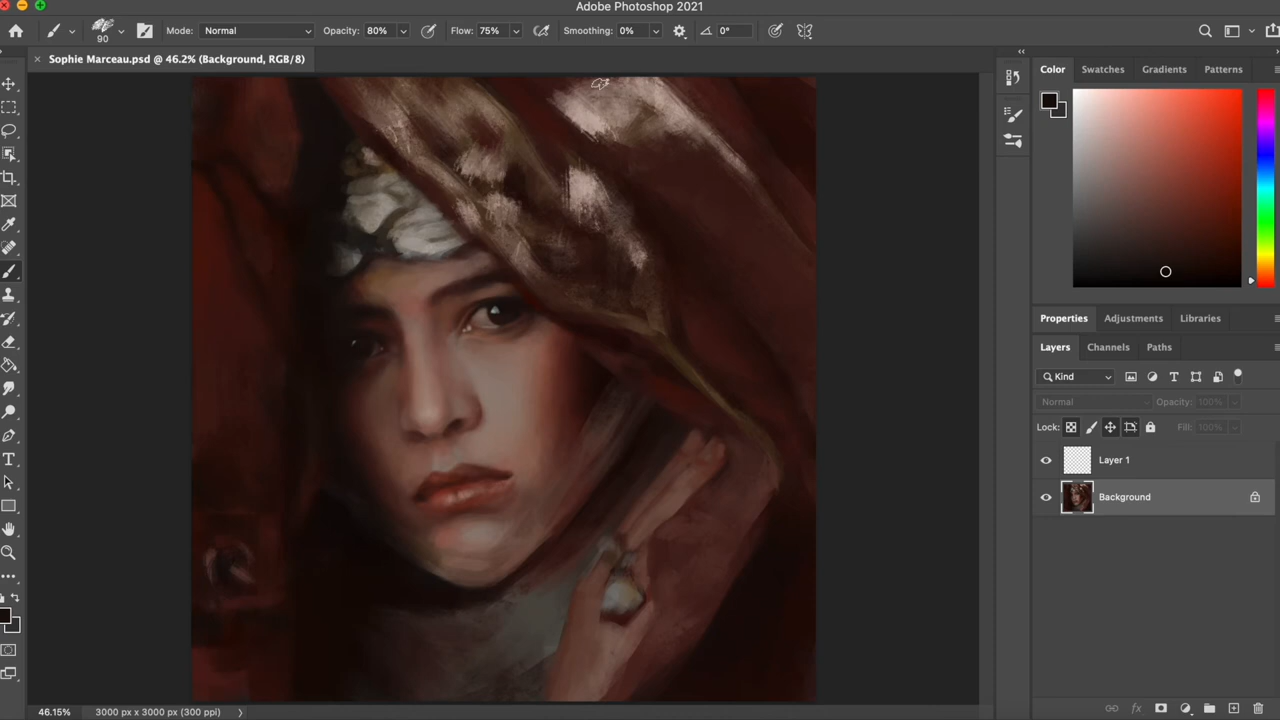 Adobe Photoshop 2021
90
Mode: Normal
Opacity: 80%
Flow: 75%
Smoothing: 0%
0°
Sophie Marceau.psd @ 46.2% (Background, RGB/8)
Color
Swatches
Gradients
Patterns
Properties
Adjustments
Libraries
Layers
Channels
Paths
Kind
Normal
Opacity: 100%
Lock:
Fill: 100%
Layer 1
Background
fx
46.15%
3000 px x 3000 px (300 ppi)